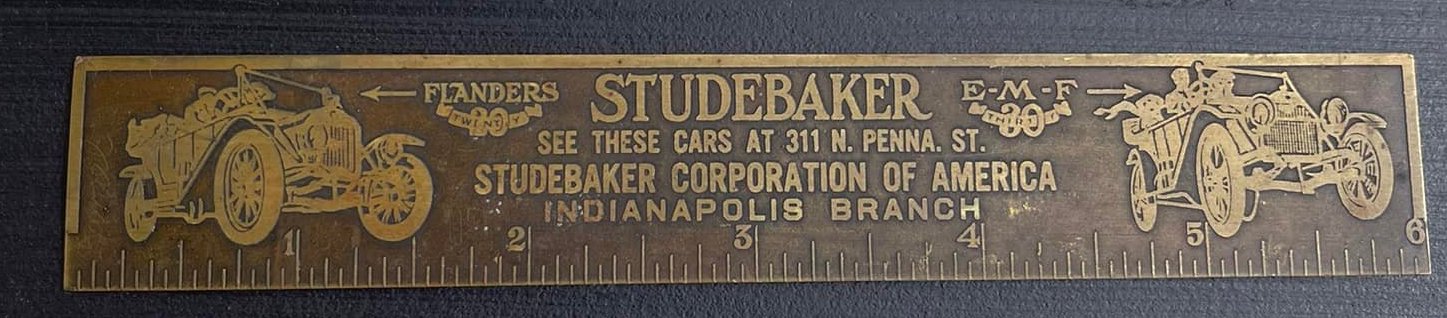 FLANDERS STUDEBAKER E-M-F
TWENTY 20 30
SEE THESE CARS AT 311 N. PENNA. ST.
STUDEBAKER CORPORATION OF AMERICA
INDIANAPOLIS BRANCH
1 2 3 4 5 6